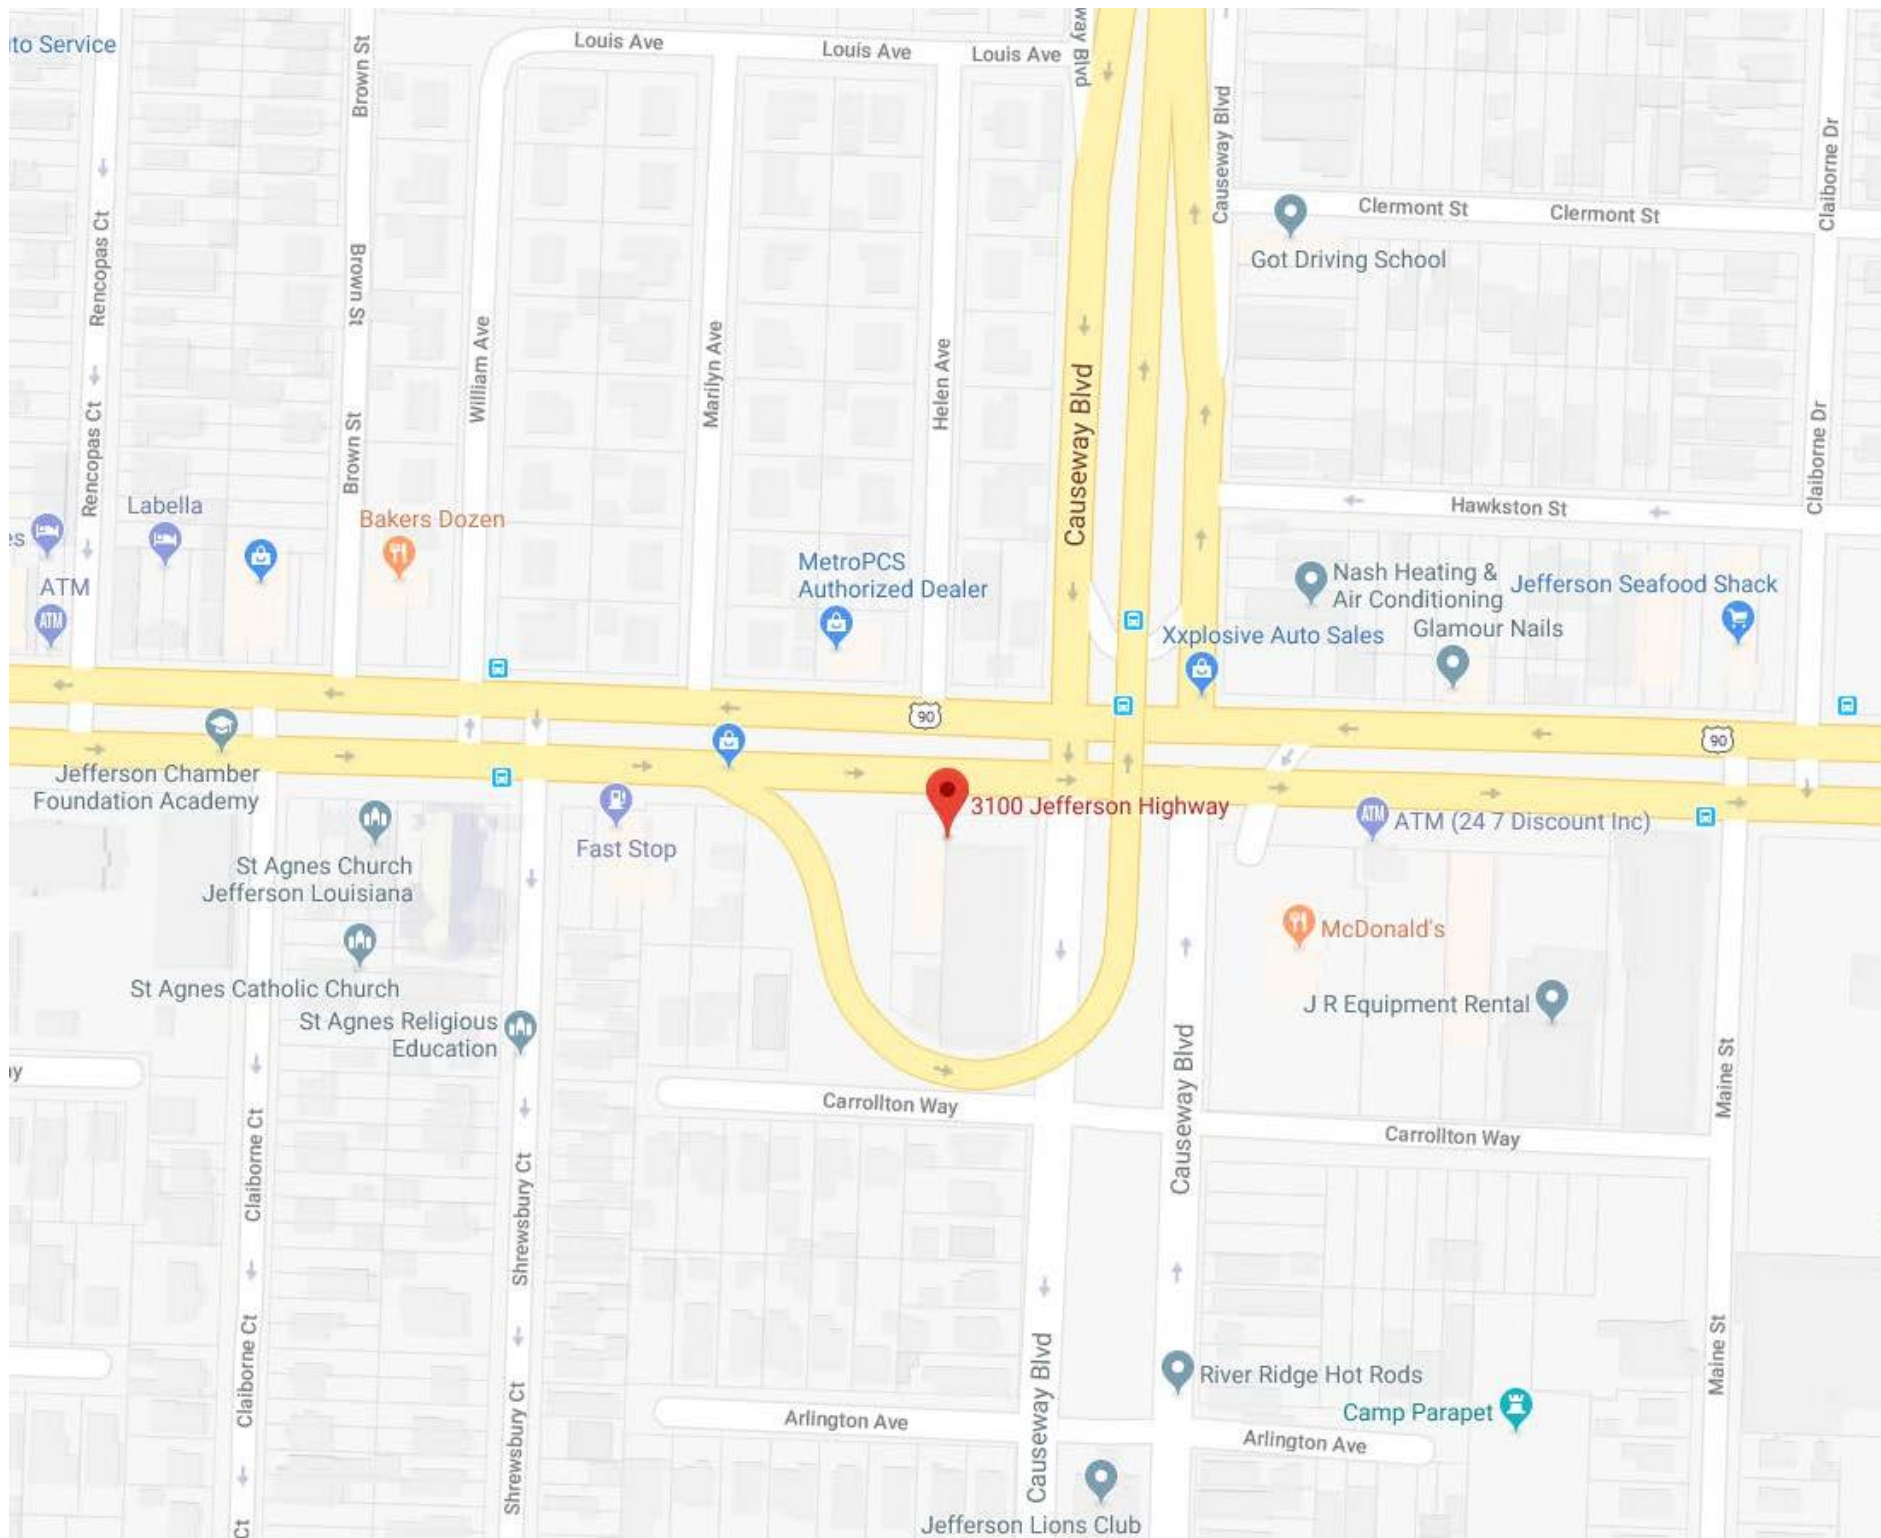 to Service
Brown St
Louis Ave
Louis Ave
Louis Ave
way Blvd
Causeway Blvd
Claiborne Dr
Clermont St
Clermont St
Got Driving School
Rencopas Ct
Brown St
William Ave
Marilyn Ave
Helen Ave
Causeway Blvd
Rencopas Ct
Brown St
Claiborne Dr
Hawkston St
Labella
Bakers Dozen
es
ATM
ATM
MetroPCS
Authorized Dealer
Nash Heating &
Air Conditioning
Jefferson Seafood Shack
Glamour Nails
Xxplosive Auto Sales
90
90
Jefferson Chamber
Foundation Academy
3100 Jefferson Highway
ATM
ATM (24 7 Discount Inc)
Fast Stop
St Agnes Church
Jefferson Louisiana
McDonald's
St Agnes Catholic Church
J R Equipment Rental
St Agnes Religious
Education
ay
Carrollton Way
Carrollton Way
Causeway Blvd
Maine St
Claiborne Ct
Shrewsbury Ct
Claiborne Ct
Shrewsbury Ct
Causeway Blvd
Maine St
River Ridge Hot Rods
Camp Parapet
Arlington Ave
Arlington Ave
Ct
Jefferson Lions Club